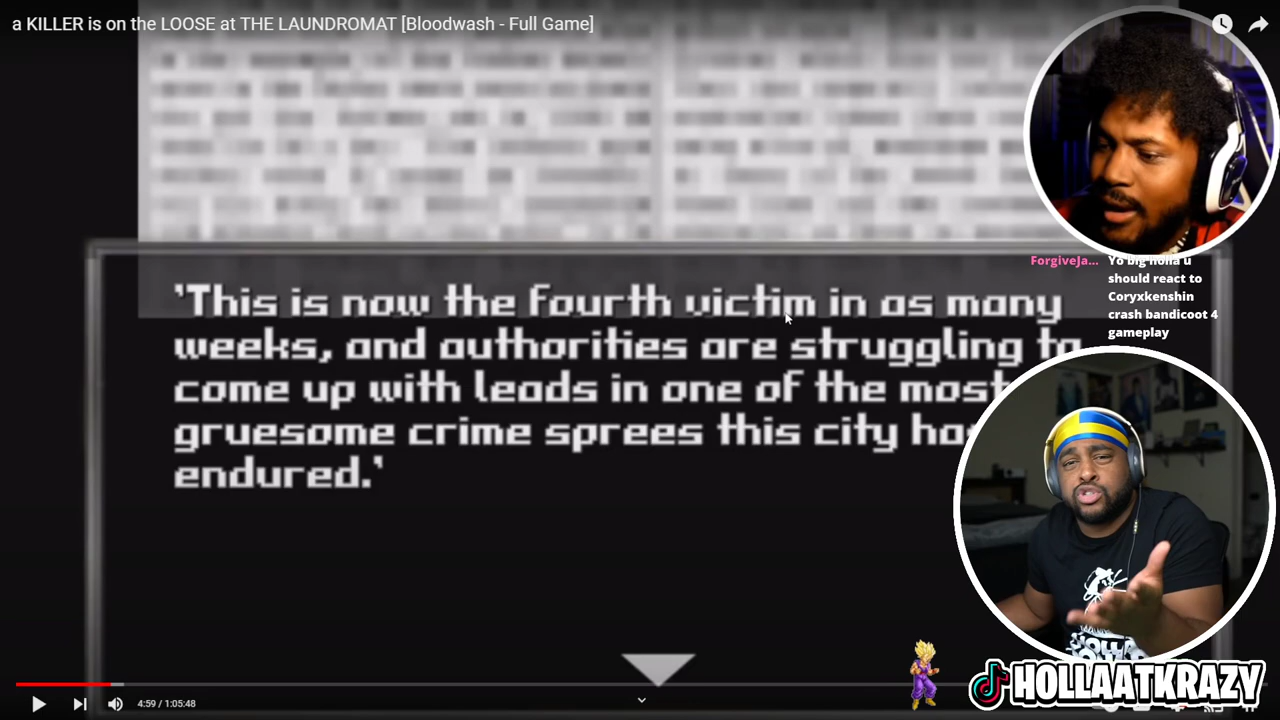 a KILLER is on the LOOSE at THE LAUNDROMAT [Bloodwash - Full Game]
'This is now the fourth victim in as many
weeks, and authorities are struggling to
come up with leads in one of the most
gruesome crime sprees this city has
endured.'
ForgiveJa... Yo big holla u
should react to
Coryxkenshin
crash bandicoot 4
gameplay
HOLLAATKRAZY
4:59 / 1:05:48